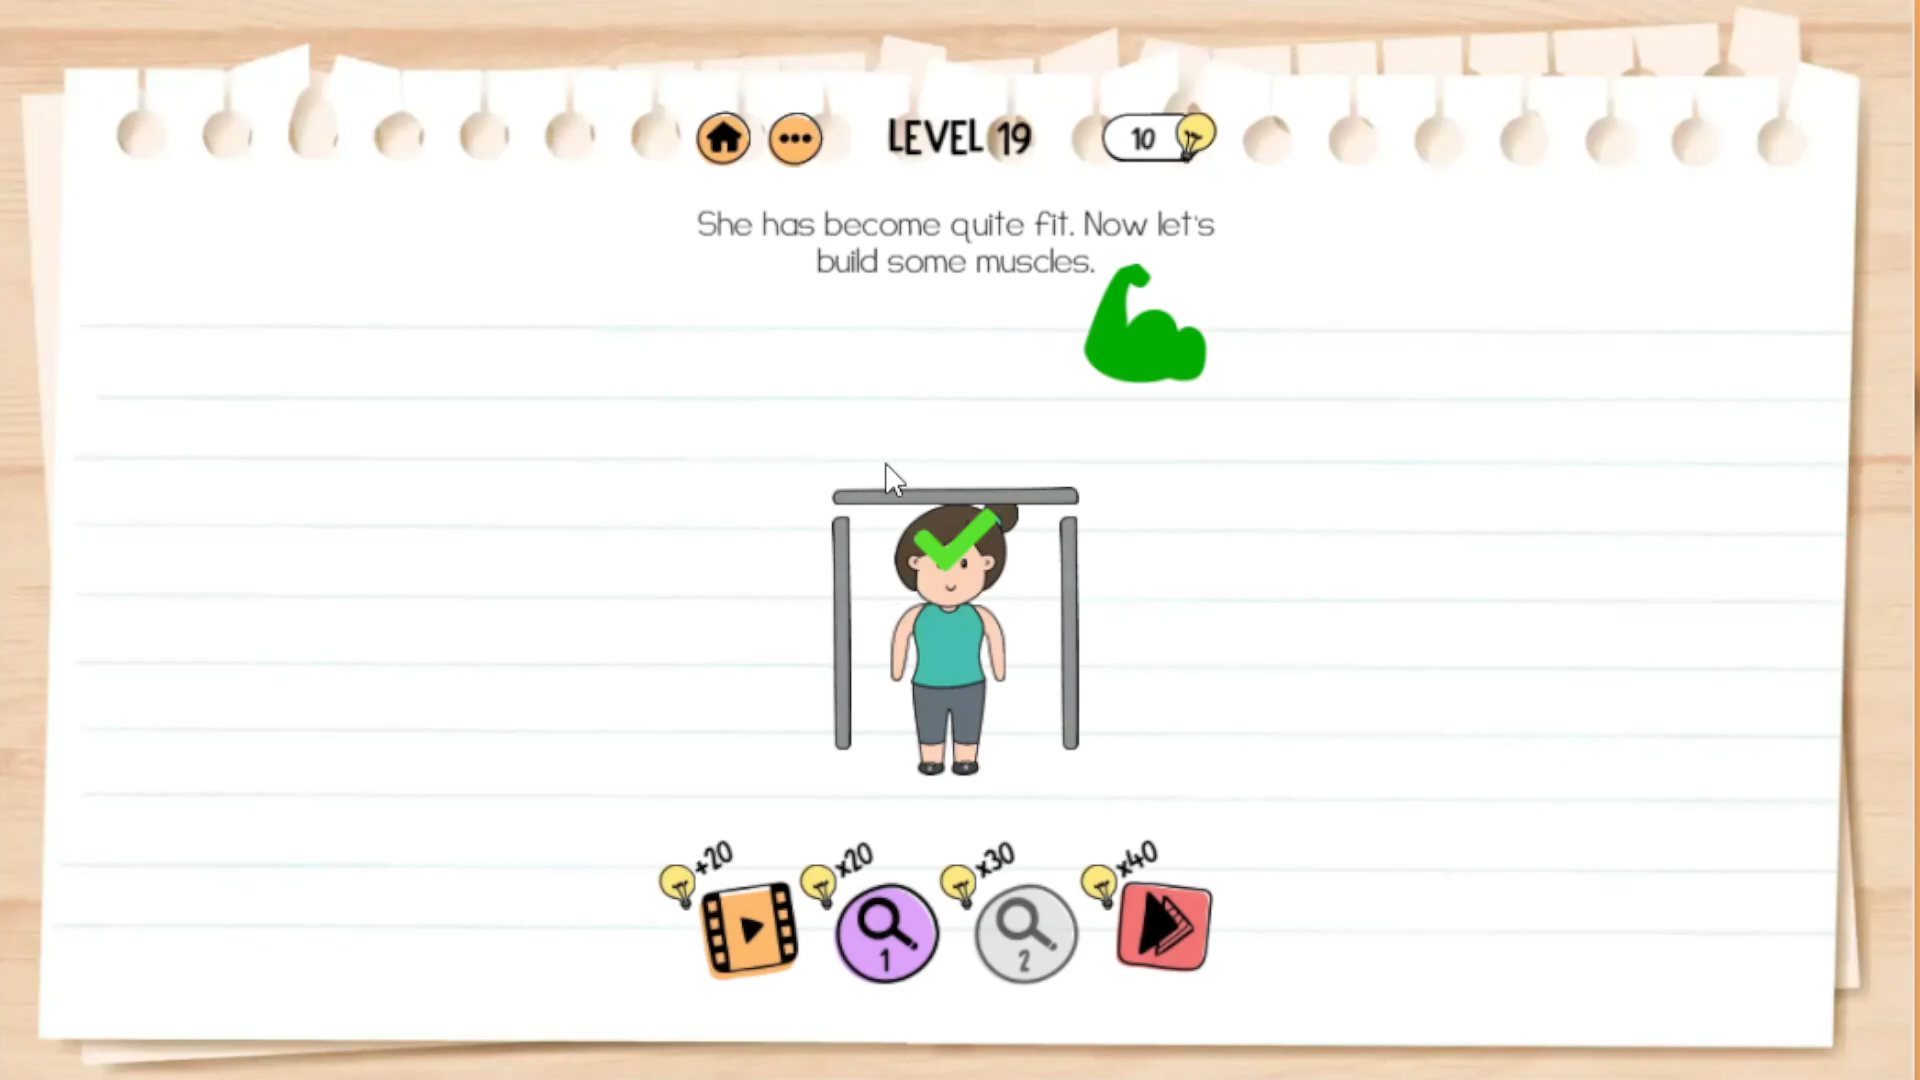 LEVEL 19
10
She has become quite fit. Now let's
build some muscles.
+20
x20
x30
x40
1
2